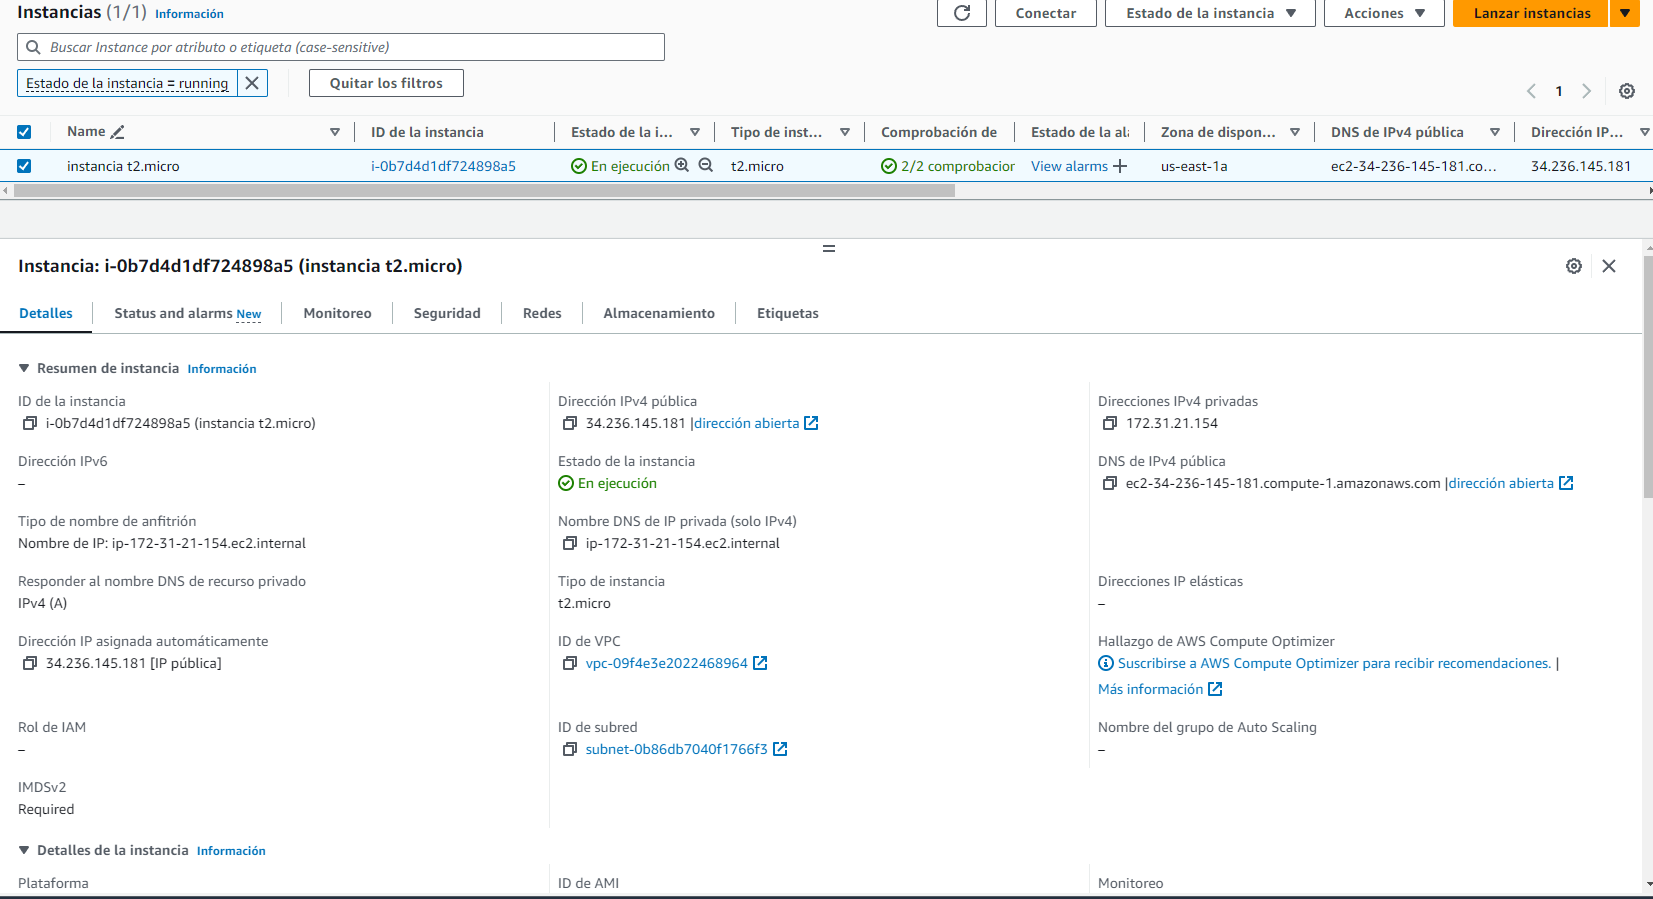 Instancias (1/1) Información
Conectar
Estado de la instancia
Acciones
Lanzar instancias
Buscar Instance por atributo o etiqueta (case-sensitive)
Estado de la instancia = running
Quitar los filtros
1
Name ID de la instancia Estado de la i... Tipo de inst... Comprobación de Estado de la ala Zona de dispon... DNS de IPv4 pública Dirección IP...
instancia t2.micro i-0b7d4d1df724898a5 En ejecución t2.micro 2/2 comprobacion View alarms us-east-1a ec2-34-236-145-181.co... 34.236.145.181
Instancia: i-0b7d4d1df724898a5 (instancia t2.micro)
Detalles Status and alarms New Monitoreo Seguridad Redes Almacenamiento Etiquetas
Resumen de instancia Información
ID de la instancia
i-0b7d4d1df724898a5 (instancia t2.micro)
Dirección IPv4 pública
34.236.145.181 |dirección abierta
Direcciones IPv4 privadas
172.31.21.154
Dirección IPv6
–
Estado de la instancia
En ejecución
DNS de IPv4 pública
ec2-34-236-145-181.compute-1.amazonaws.com |dirección abierta
Tipo de nombre de anfitrión
Nombre de IP: ip-172-31-21-154.ec2.internal
Nombre DNS de IP privada (solo IPv4)
ip-172-31-21-154.ec2.internal
Responder al nombre DNS de recurso privado
IPv4 (A)
Tipo de instancia
t2.micro
Direcciones IP elásticas
–
Dirección IP asignada automáticamente
34.236.145.181 [IP pública]
ID de VPC
vpc-09f4e3e2022468964
Hallazgo de AWS Compute Optimizer
Suscribirse a AWS Compute Optimizer para recibir recomendaciones. |
Más información
Rol de IAM
–
ID de subred
subnet-0b86db7040f1766f3
Nombre del grupo de Auto Scaling
–
IMDSv2
Required
Detalles de la instancia Información
Plataforma
ID de AMI
Monitoreo